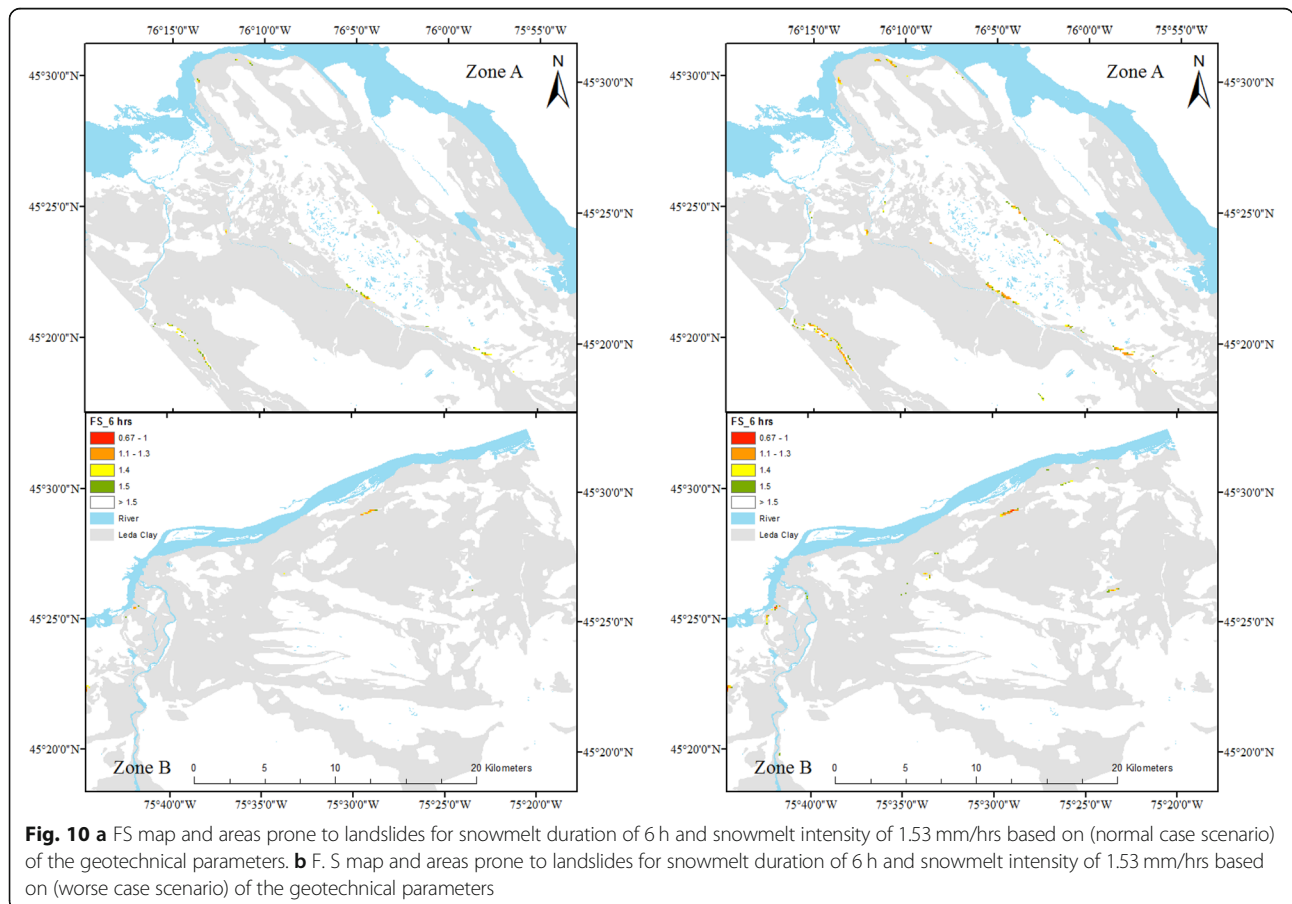 76°15'0"W 76°10'0"W 76°5'0"W 76°0'0"W 75°55'0"W
76°15'0"W 76°10'0"W 76°5'0"W 76°0'0"W 75°55'0"W
Zone A
N
Zone A
N
45°30'0"N
45°30'0"N
45°30'0"N
45°30'0"N
45°25'0"N
45°25'0"N
45°25'0"N
45°25'0"N
45°20'0"N
45°20'0"N
45°20'0"N
45°20'0"N
FS_6 hrs
0.67 - 1
1.1 - 1.3
1.4
1.5
> 1.5
River
Leda Clay
FS_6 hrs
0.67 - 1
1.1 - 1.3
1.4
1.5
> 1.5
River
Leda Clay
45°30'0"N
45°30'0"N
45°30'0"N
45°30'0"N
45°25'0"N
45°25'0"N
45°25'0"N
45°25'0"N
45°20'0"N
45°20'0"N
45°20'0"N
45°20'0"N
Zone B
0 5 10 20 Kilometers
Zone B
0 5 10 20 Kilometers
75°40'0"W 75°35'0"W 75°30'0"W 75°25'0"W 75°20'0"W
75°40'0"W 75°35'0"W 75°30'0"W 75°25'0"W 75°20'0"W
Fig. 10 a FS map and areas prone to landslides for snowmelt duration of 6 h and snowmelt intensity of 1.53 mm/hrs based on (normal case scenario)
of the geotechnical parameters. b F. S map and areas prone to landslides for snowmelt duration of 6 h and snowmelt intensity of 1.53 mm/hrs based
on (worse case scenario) of the geotechnical parameters